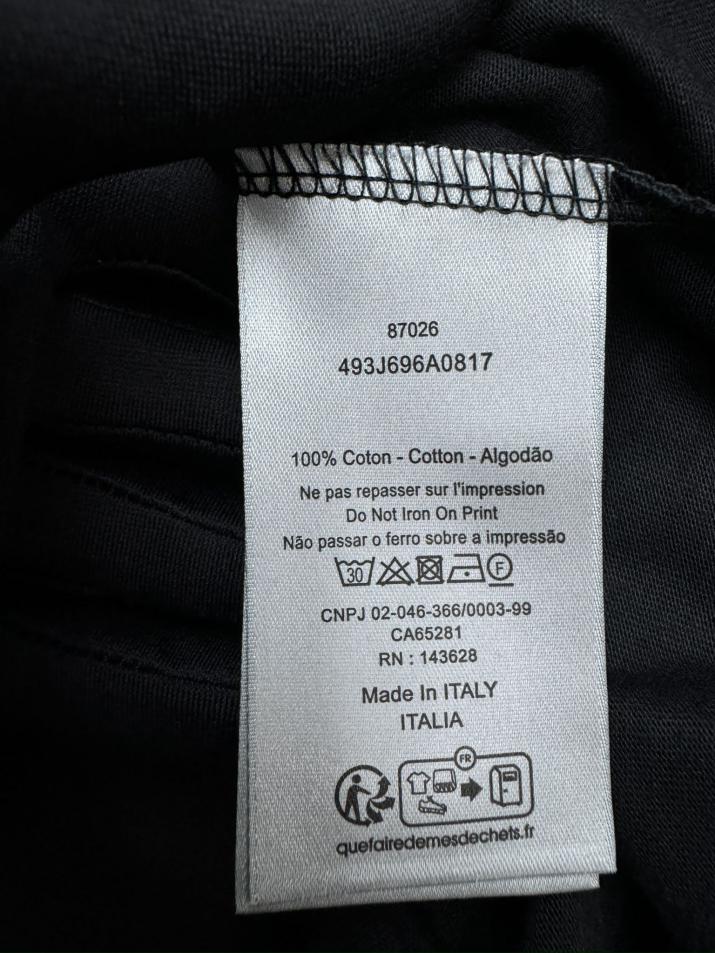 87026
493J696A0817
100% Coton - Cotton - Algodão
Ne pas repasser sur l'impression
Do Not Iron On Print
Não passar o ferro sobre a impressão
30 F
CNPJ 02-046-366/0003-99
CA65281
RN : 143628
Made In ITALY
ITALIA
FR
quefairedemesdechets.fr